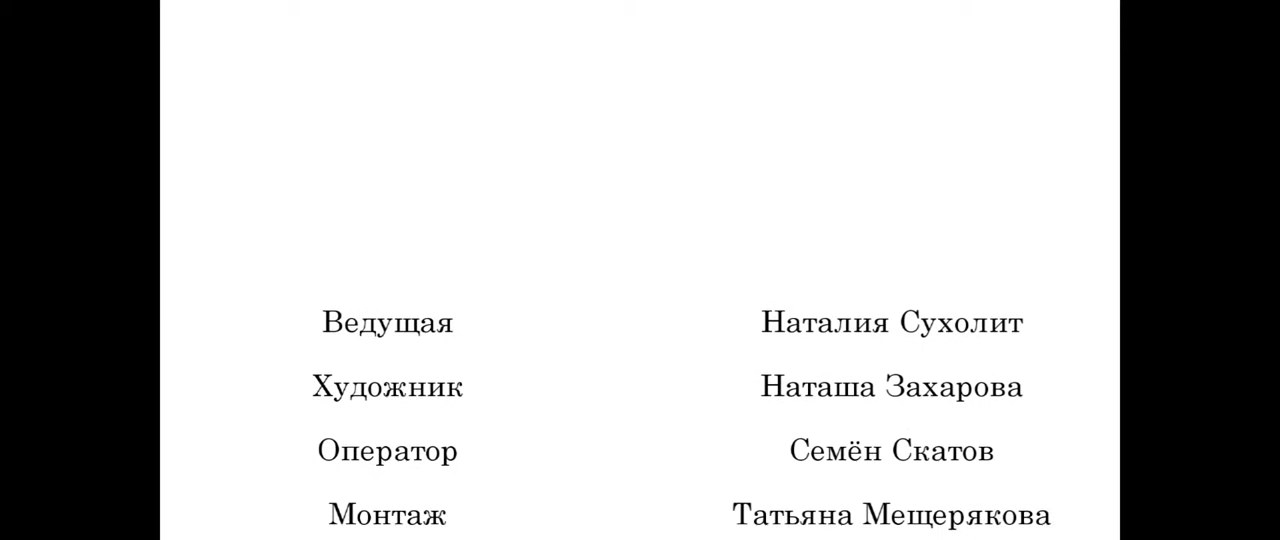 Ведущая Наталия Сухолит
Художник Наташа Захарова
Оператор Семён Скатов
Монтаж Татьяна Мещерякова